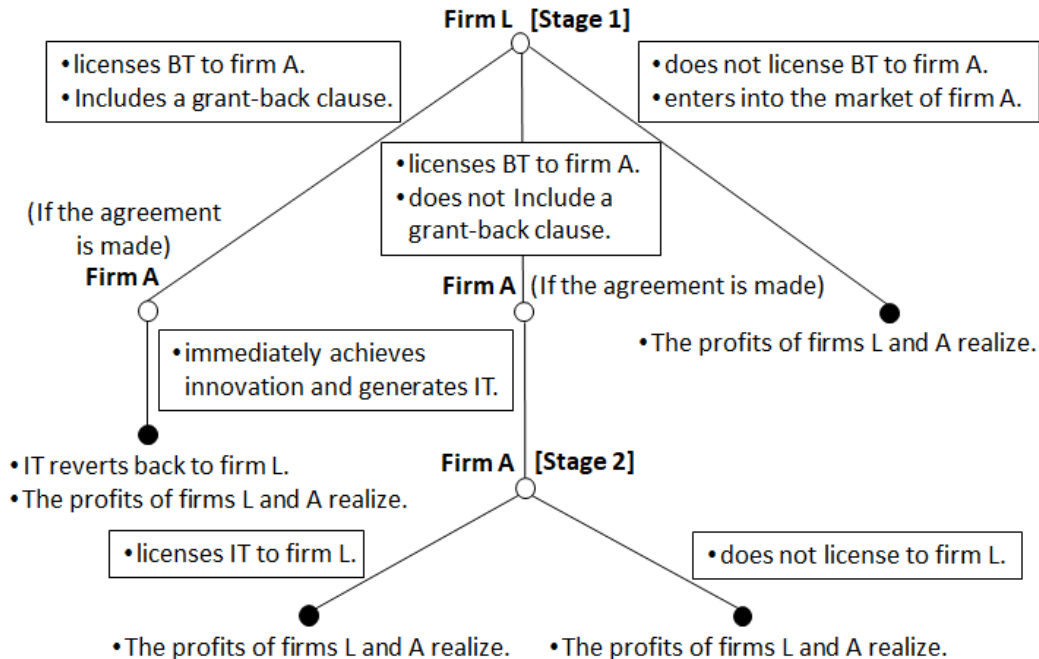 Firm L [Stage 1]
•licenses BT to firm A.
•Includes a grant-back clause.
•does not license BT to firm A.
•enters into the market of firm A.
•licenses BT to firm A.
•does not Include a
grant-back clause.
(If the agreement
is made)
Firm A
Firm A (If the agreement is made)
•The profits of firms L and A realize.
•immediately achieves
innovation and generates IT.
•IT reverts back to firm L.
•The profits of firms L and A realize.
Firm A [Stage 2]
•licenses IT to firm L.
•does not license to firm L.
•The profits of firms L and A realize.
•The profits of firms L and A realize.